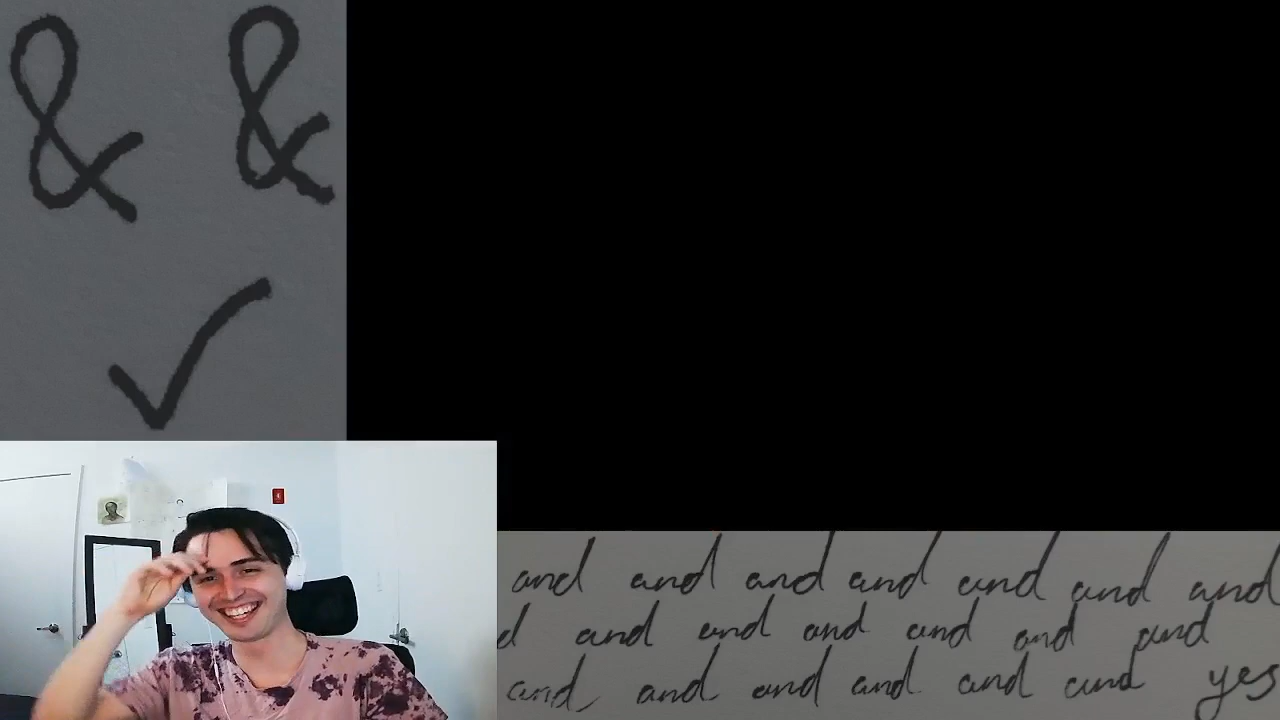 & &
✓
and and and and and and and
d and and and and and and
and and and and and and yes